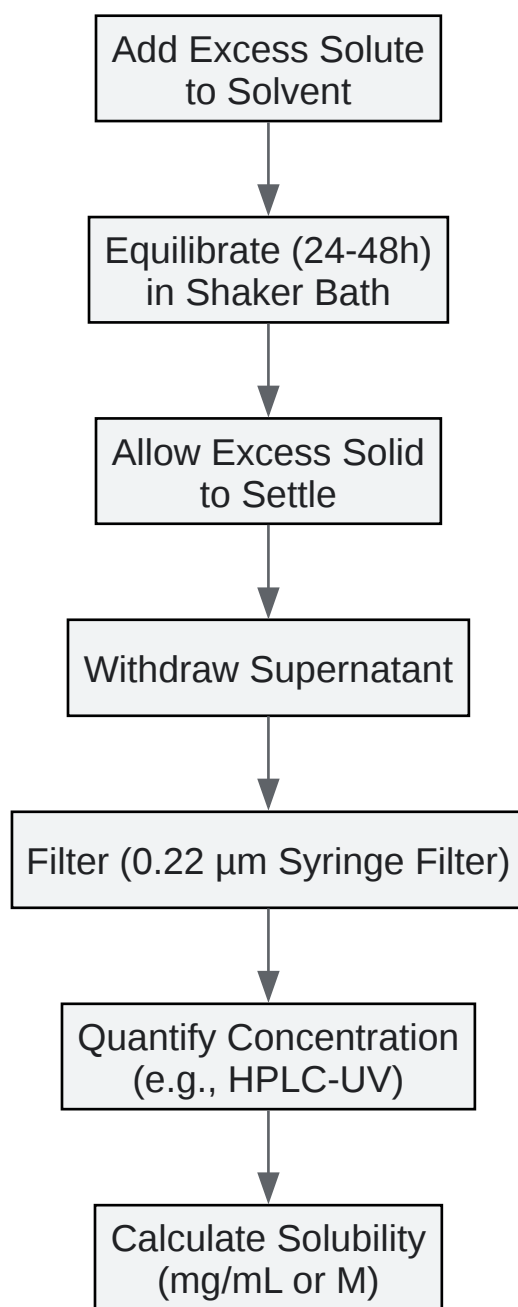 Add Excess Solute
to Solvent
Equilibrate (24-48h)
in Shaker Bath
Allow Excess Solid
to Settle
Withdraw Supernatant
Filter (0.22 µm Syringe Filter)
Quantify Concentration
(e.g., HPLC-UV)
Calculate Solubility
(mg/mL or M)